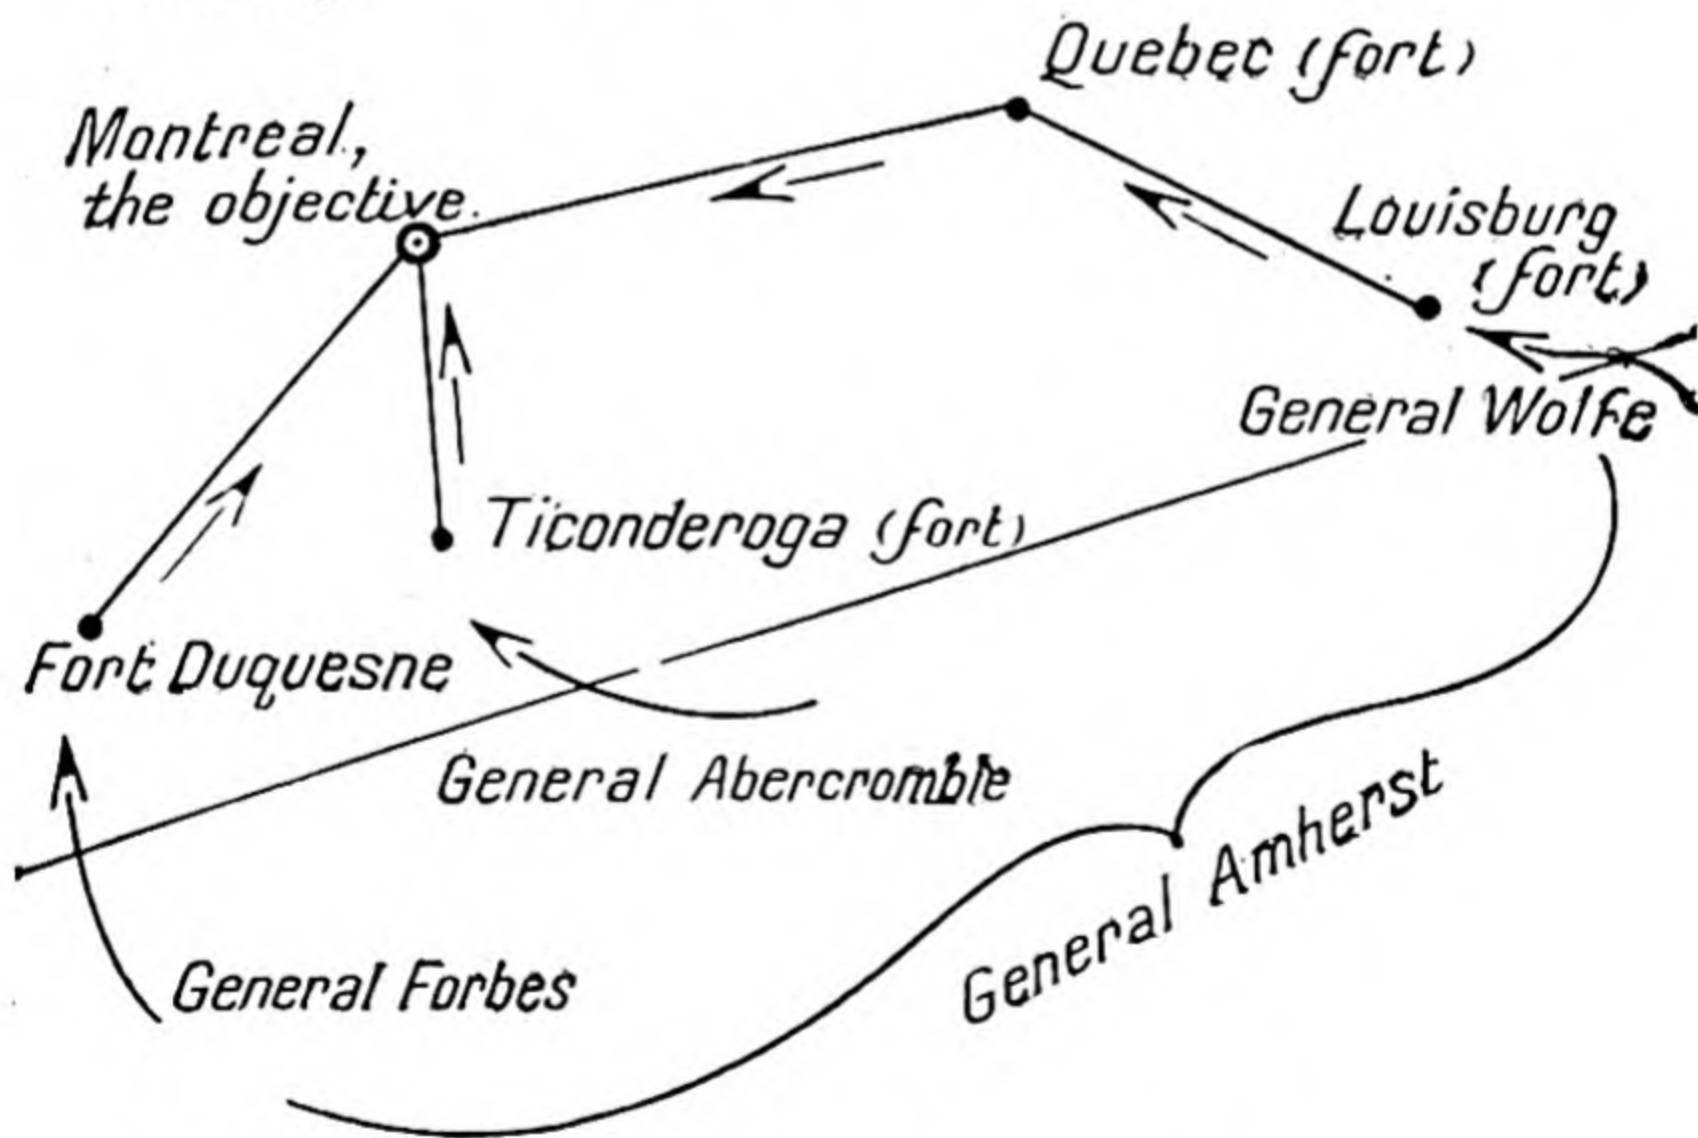 Quebec (fort)
Montreal.,
the objective.
Louisburg
(fort)
General Wolfe
Ticonderoga (fort)
Fort Duquesne
General Abercromble
General Amherst
General Forbes